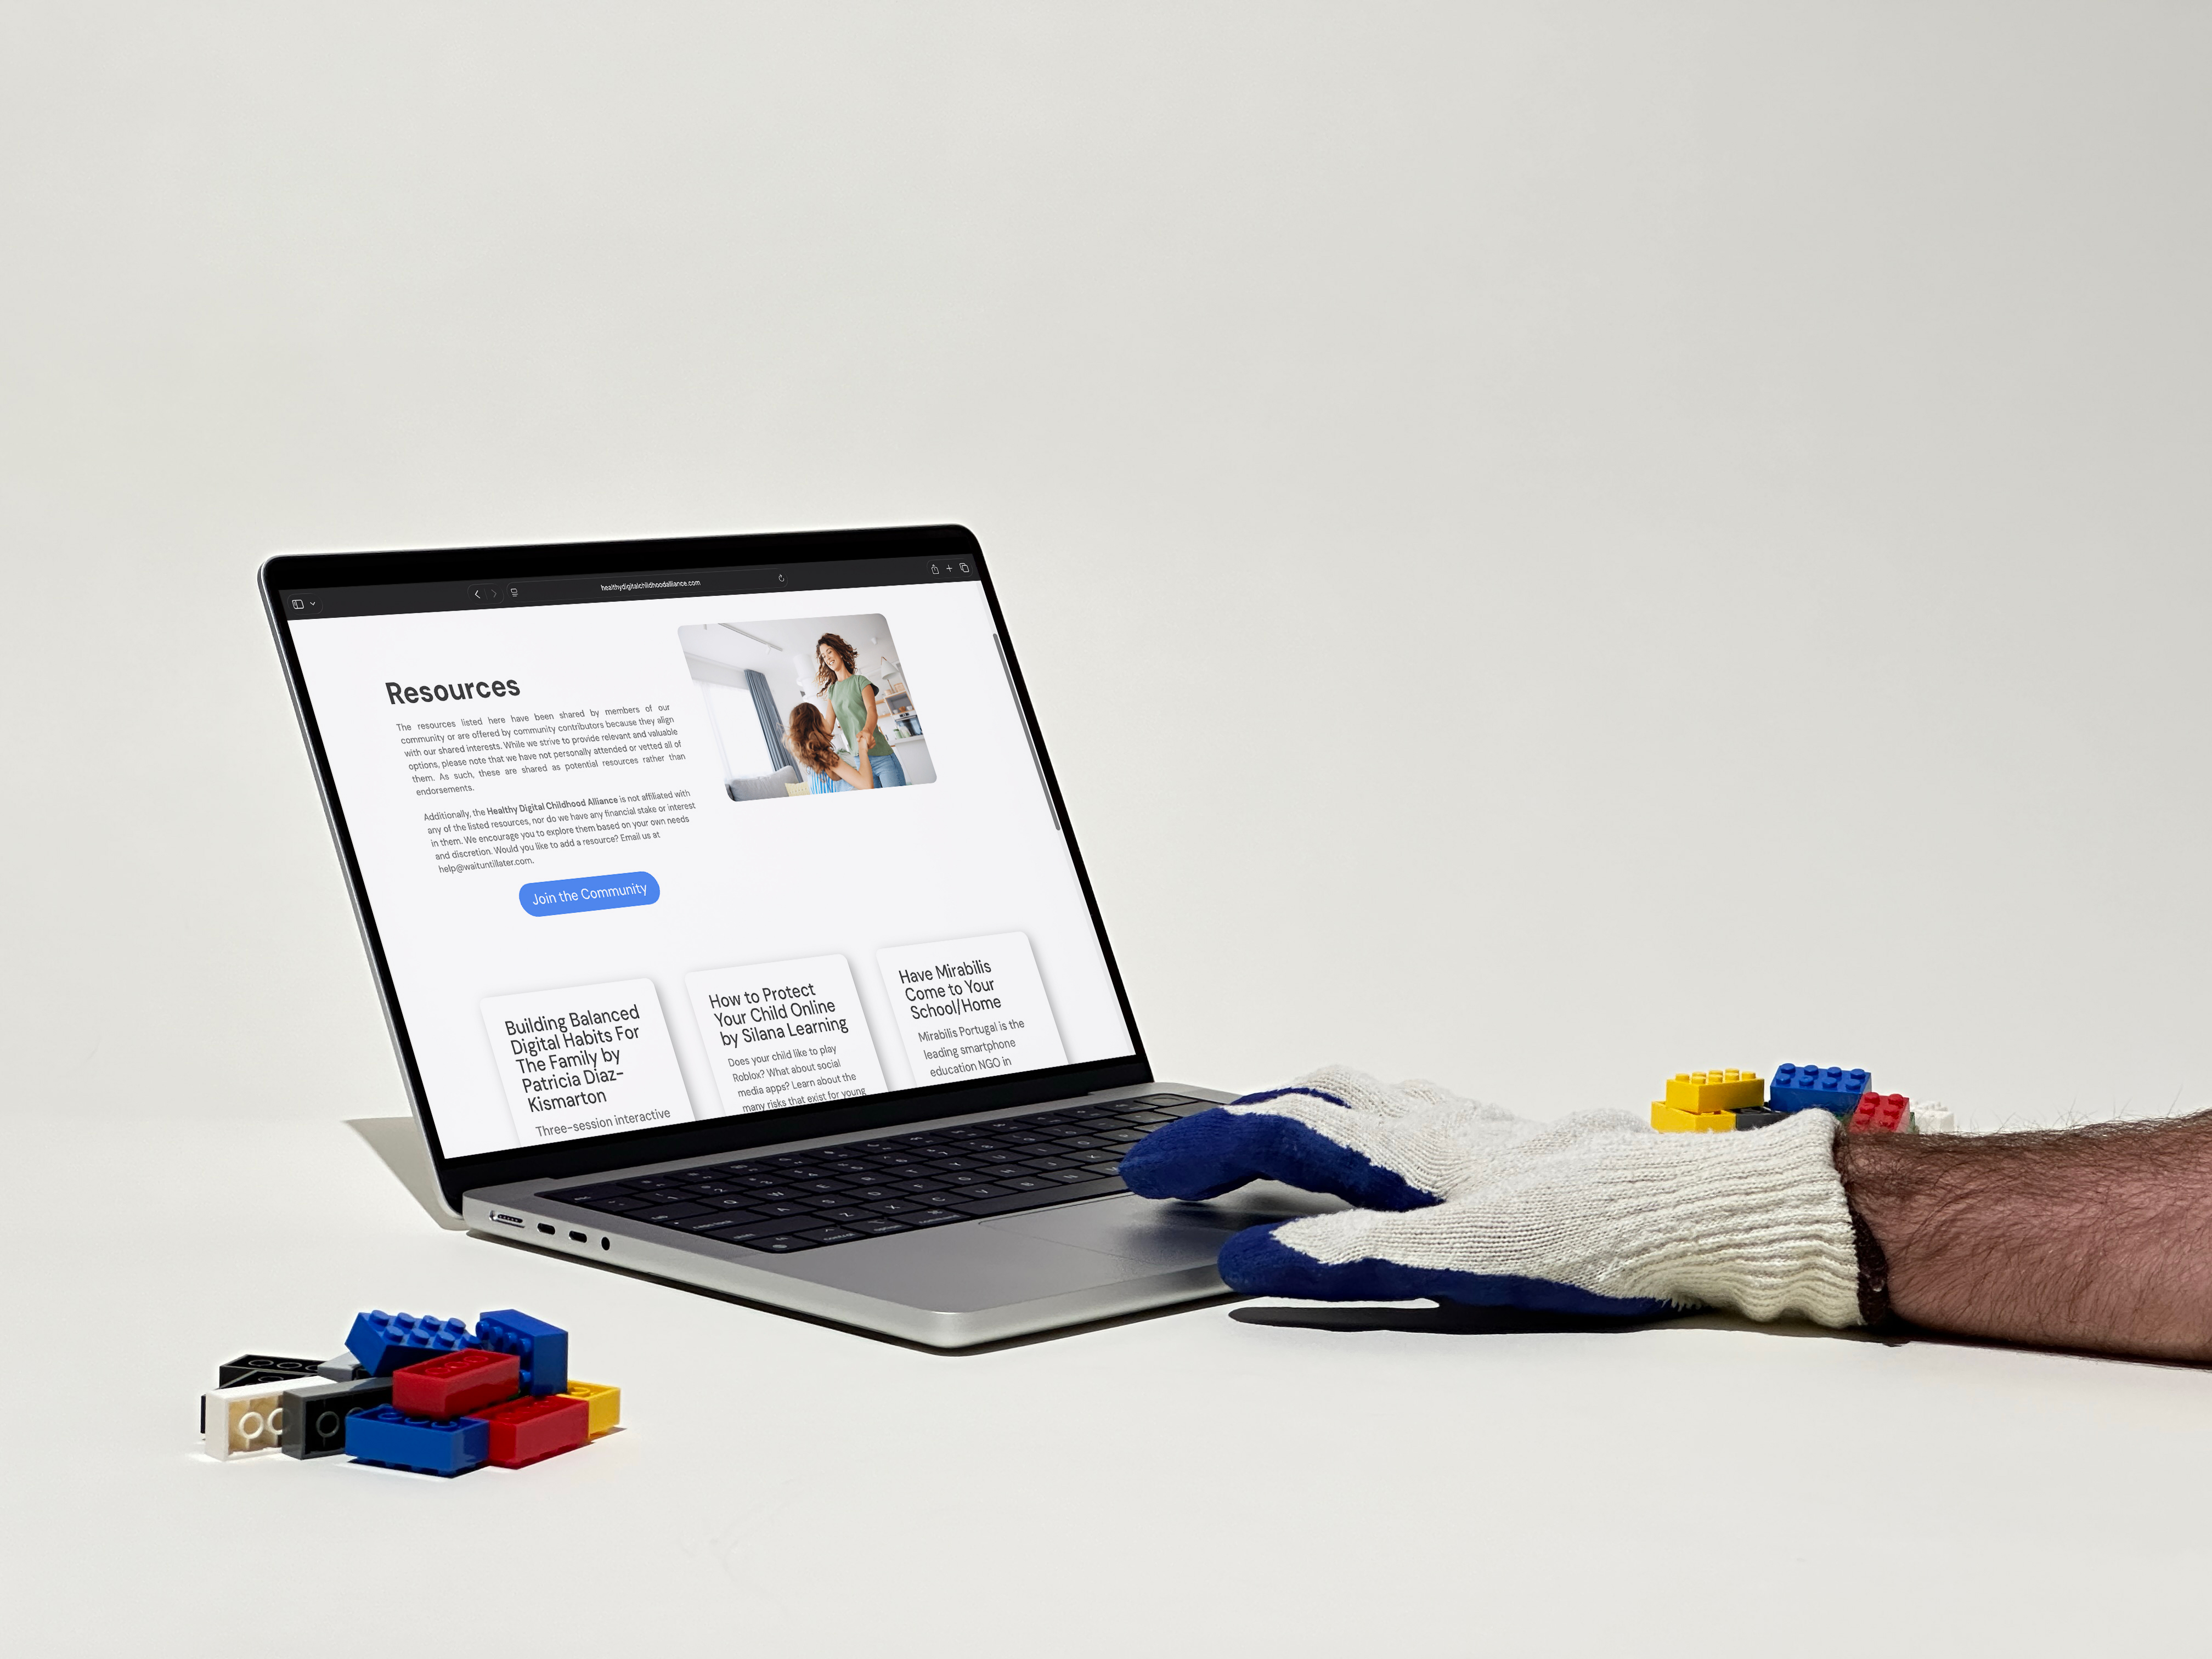 healthydigitalchildhoodalliance.com
Resources
The resources listed here have been shared by members of our
community or are offered by community contributors because they align
with our shared interests. While we strive to provide relevant and valuable
options, please note that we have not personally attended or vetted all of
them. As such, these are shared as potential resources rather than
endorsements.
Additionally, the Healthy Digital Childhood Alliance is not affiliated with
any of the listed resources, nor do we have any financial stake or interest
in them. We encourage you to explore them based on your own needs
and discretion. Would you like to add a resource? Email us at
help@waituntillater.com.
Join the Community
Building Balanced
Digital Habits For
The Family by
Patricia Diaz-
Kismarton
Three-session interactive
How to Protect
Your Child Online
by Silana Learning
Does your child like to play
Roblox? What about social
media apps? Learn about the
many risks that exist for young
Have Mirabilis
Come to Your
School/Home
Mirabilis Portugal is the
leading smartphone
education NGO in